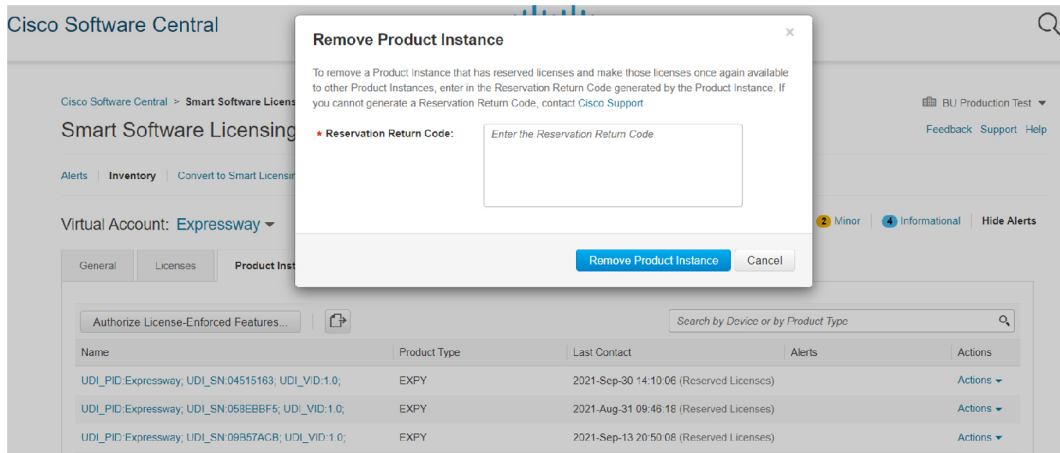 Cisco Software Central
Remove Product Instance
×
To remove a Product Instance that has reserved licenses and make those licenses once again available
to other Product Instances, enter in the Reservation Return Code generated by the Product Instance. If
you cannot generate a Reservation Return Code, contact Cisco Support
* Reservation Return Code:
Enter the Reservation Return Code
Remove Product Instance
Cancel
Cisco Software Central > Smart Software Licens
BU Production Test
Smart Software Licensing
Feedback Support Help
Alerts | Inventory | Convert to Smart Licensin
Virtual Account: Expressway
2 Minor | 4 Informational | Hide Alerts
General
Licenses
Product Inst
Authorize License-Enforced Features...
Search by Device or by Product Type
Name Product Type Last Contact Alerts Actions
UDI_PID:Expressway; UDI_SN:04515163; UDI_VID:1.0; EXPY 2021-Sep-30 14:10:06 (Reserved Licenses) Actions
UDI_PID:Expressway; UDI_SN:058EBBF5; UDI_VID:1.0; EXPY 2021-Aug-31 09:46:18 (Reserved Licenses) Actions
UDI_PID:Expressway; UDI_SN:09B57ACB; UDI_VID:1.0; EXPY 2021-Sep-13 20:50:08 (Reserved Licenses) Actions